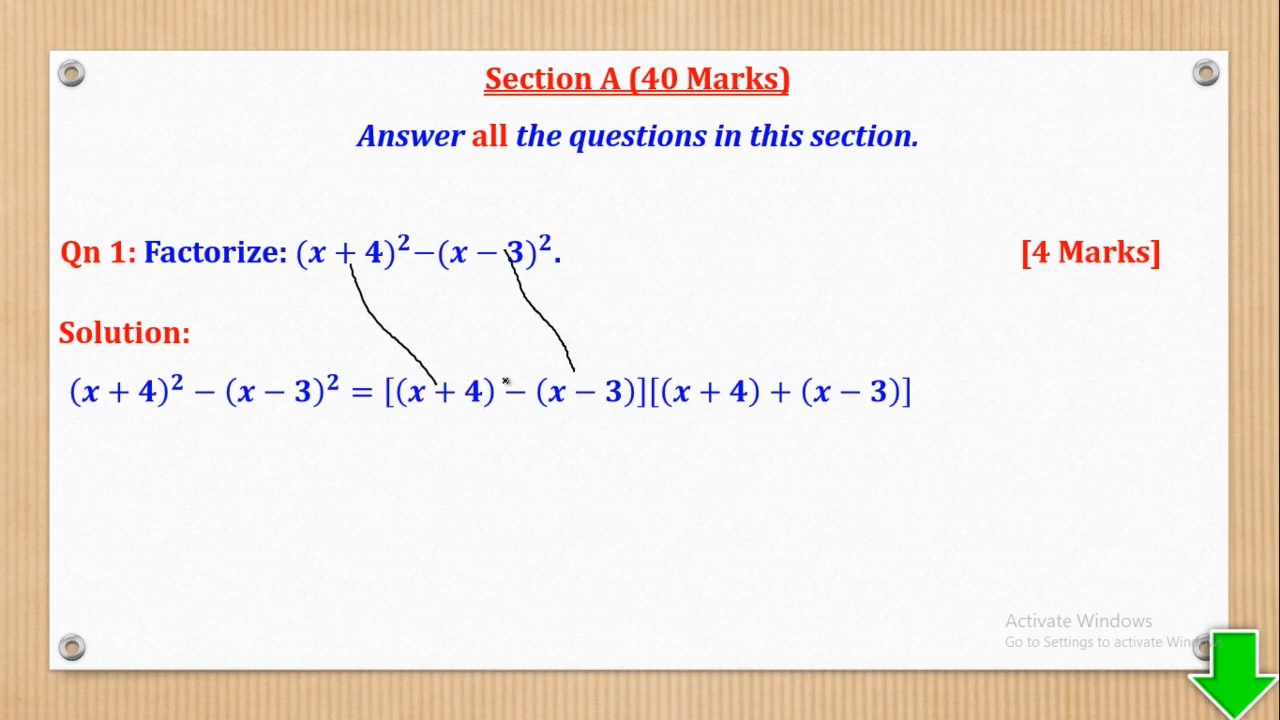 Section A (40 Marks)
Answer all the questions in this section.
Qn 1: Factorize: (x + 4)²−(x − 3)². [4 Marks]
Solution:
(x + 4)² − (x − 3)² = [(x + 4) − (x − 3)][(x + 4) + (x − 3)]
Activate Windows
Go to Settings to activate Windows